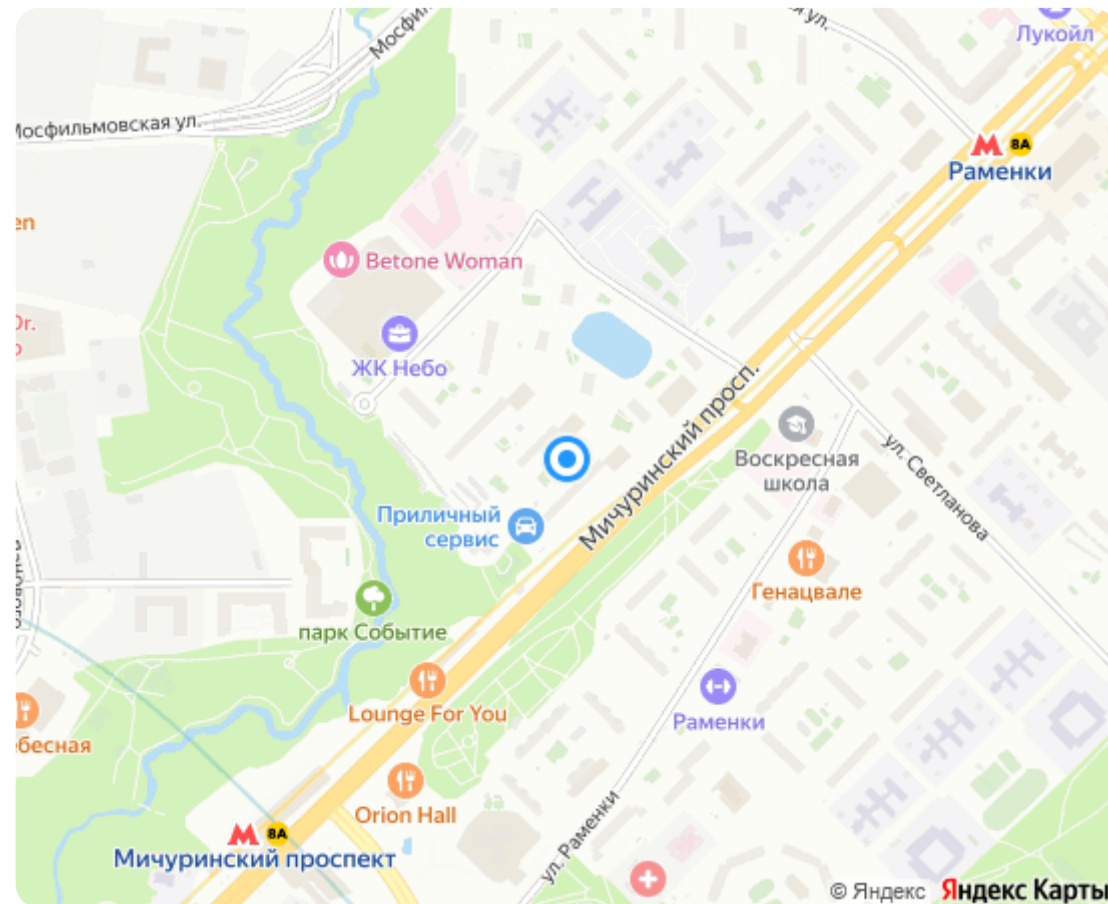 ул.
Лукойл
Мосфильмовская ул.
8А
Раменки
Betone Woman
ЖК Небо
Мичуринский просп.
Воскресная
школа
ул. Светланова
Приличный
сервис
Генацвале
парк Событие
Lounge For You
Раменки
Orion Hall
ул. Раменки
8А
Мичуринский проспект
© Яндекс Яндекс Карты